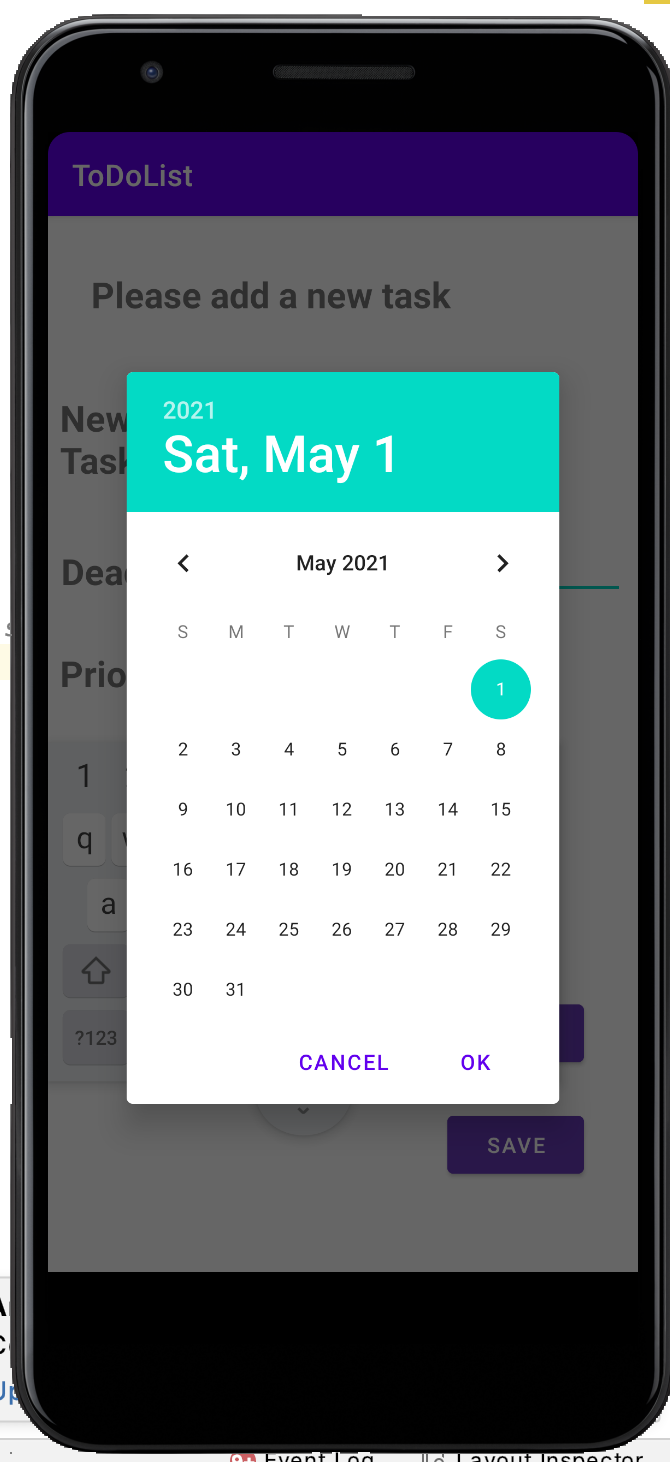 ToDoList
Please add a new task
New
Task
2021
Sat, May 1
May 2021
S M T W T F S
1
2 3 4 5 6 7 8
9 10 11 12 13 14 15
16 17 18 19 20 21 22
23 24 25 26 27 28 29
30 31
1
q
a
?123
CANCEL OK
SAVE
Event Log Layout Inspector